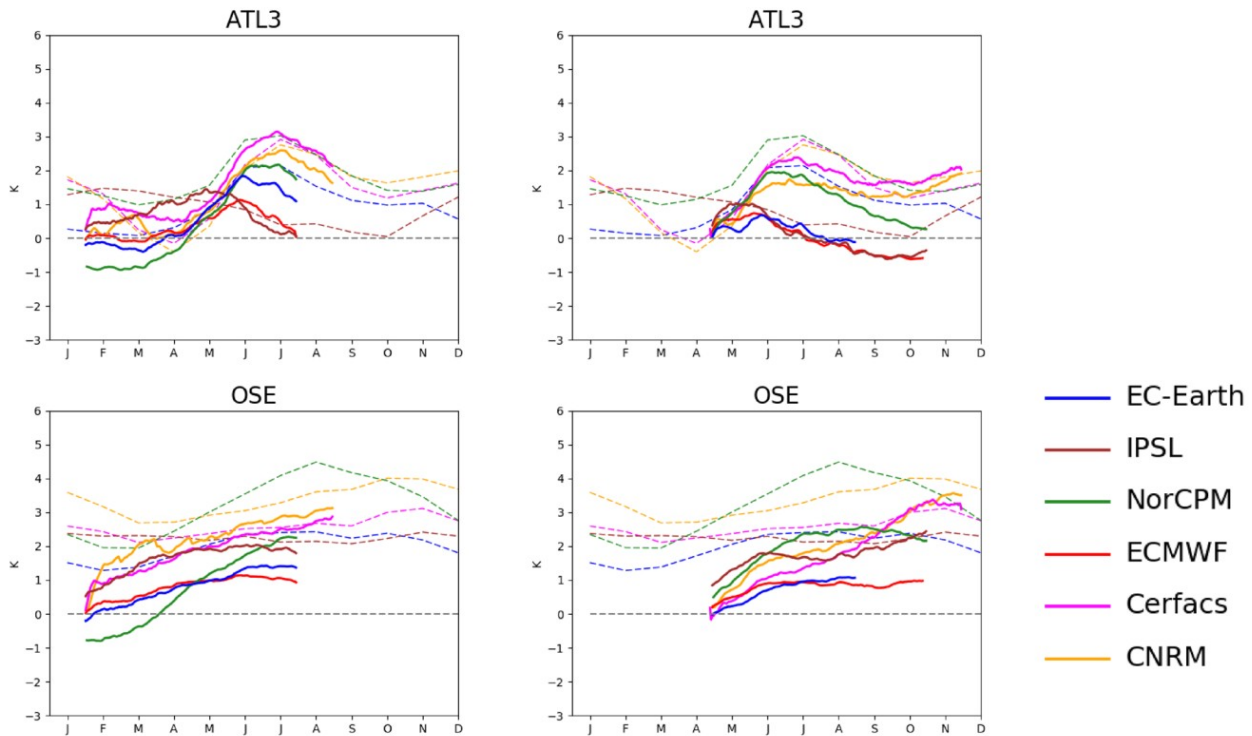 ATL3
6
5
4
3
2
1
0
−1
−2
−3
K
J F M A M J J A S O N D
ATL3
6
5
4
3
2
1
0
−1
−2
−3
K
J F M A M J J A S O N D
OSE
6
5
4
3
2
1
0
−1
−2
−3
K
J F M A M J J A S O N D
OSE
6
5
4
3
2
1
0
−1
−2
−3
K
J F M A M J J A S O N D
EC-Earth
IPSL
NorCPM
ECMWF
Cerfacs
CNRM